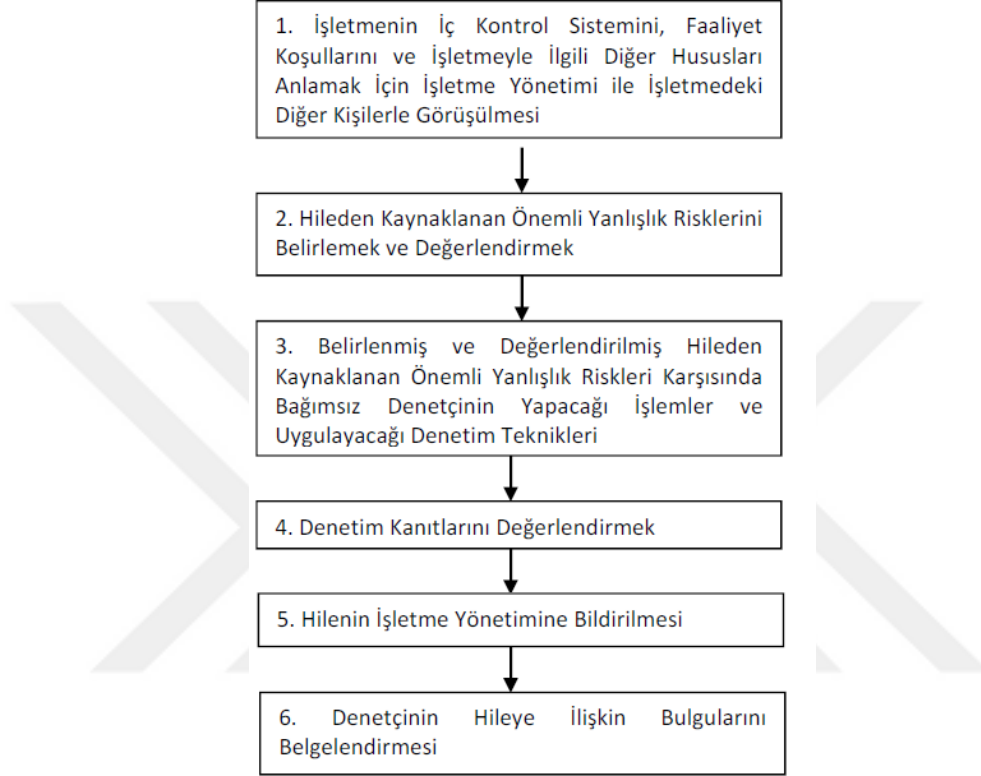 1. İşletmenin İç Kontrol Sistemini, Faaliyet
Koşullarını ve İşletmeyle İlgili Diğer Hususları
Anlamak İçin İşletme Yönetimi ile İşletmedeki
Diğer Kişilerle Görüşülmesi
2. Hileden Kaynaklanan Önemli Yanlışlık Risklerini
Belirlemek ve Değerlendirmek
3. Belirlenmiş ve Değerlendirilmiş Hileden
Kaynaklanan Önemli Yanlışlık Riskleri Karşısında
Bağımsız Denetçinin Yapacağı İşlemler ve
Uygulayacağı Denetim Teknikleri
4. Denetim Kanıtlarını Değerlendirmek
5. Hilenin İşletme Yönetimine Bildirilmesi
6. Denetçinin Hileye İlişkin Bulgularını
Belgelendirmesi